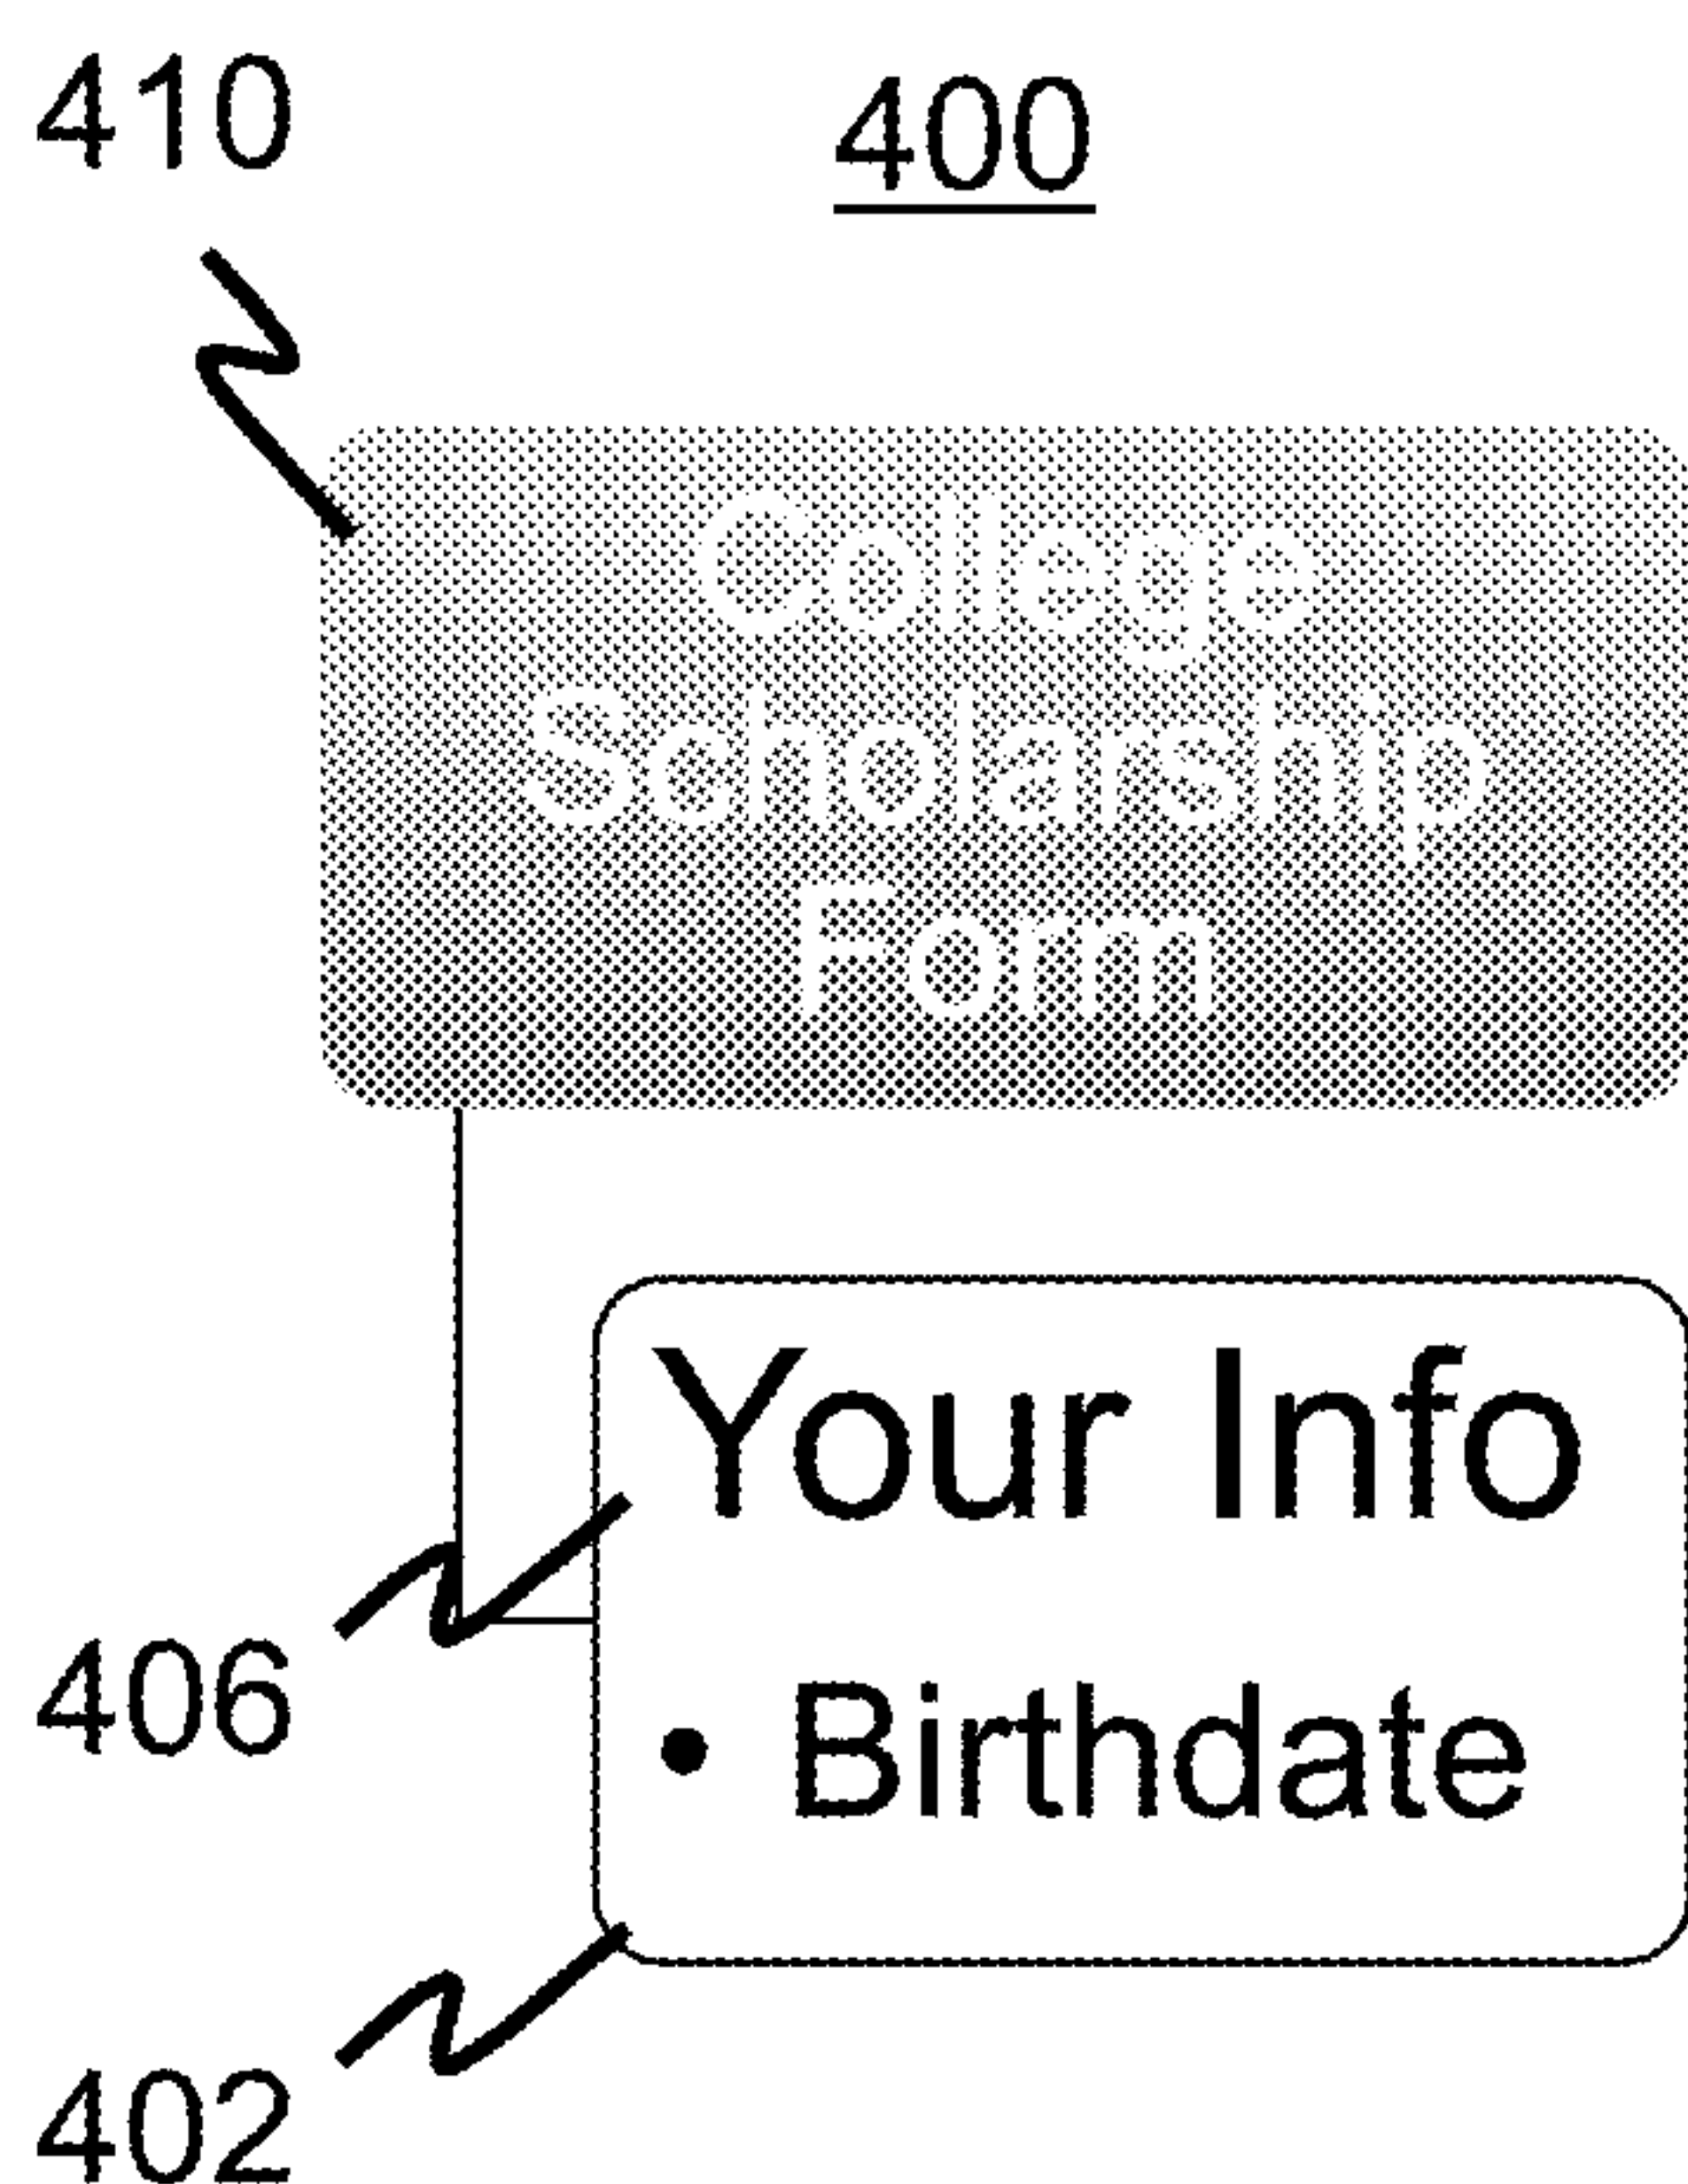 410
400
College
Scholarship
Form
Your Info
406
• Birthdate
402